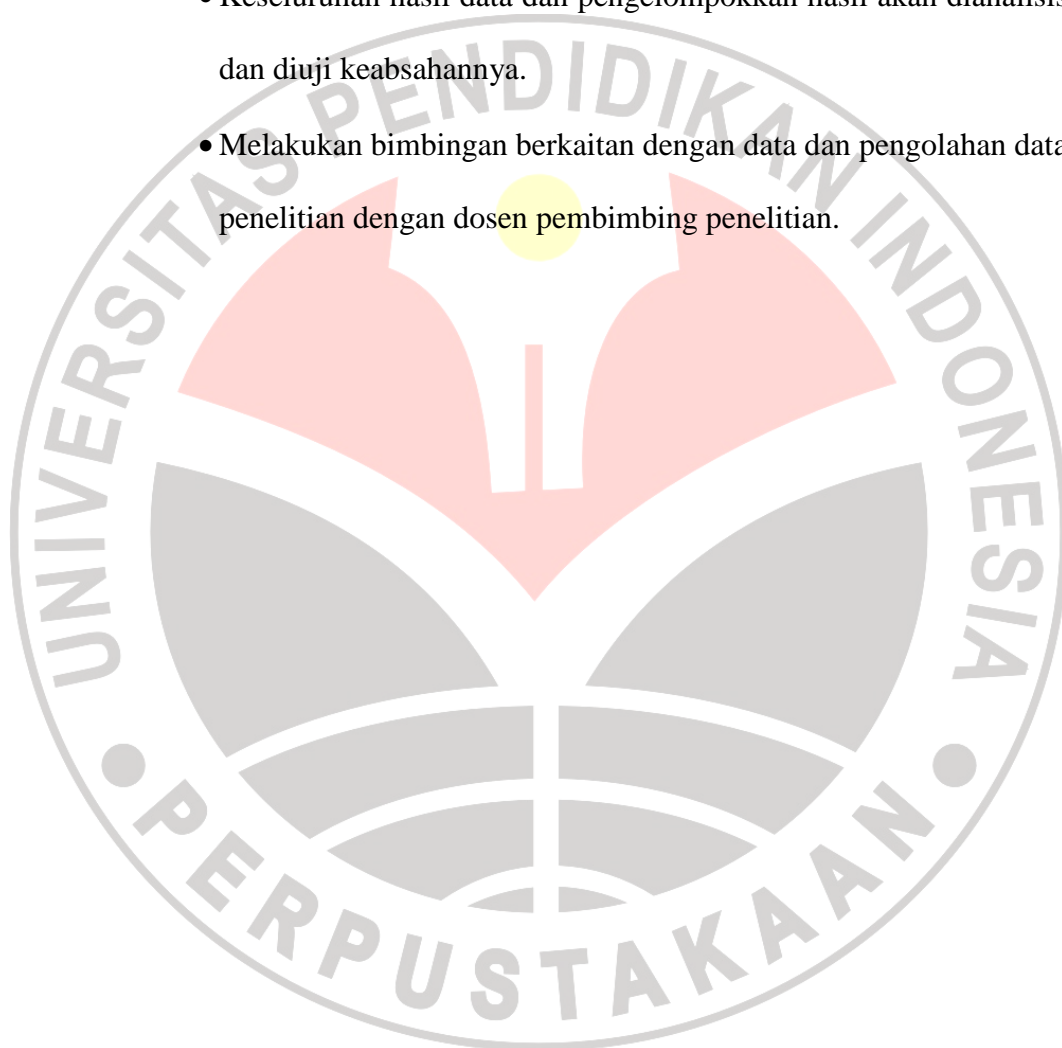 • Keseluruhan hasil data dan pengelompokkan hasil akan dianalisis
dan diuji keabsahannya.
• Melakukan bimbingan berkaitan dengan data dan pengolahan data
penelitian dengan dosen pembimbing penelitian.
UNIVERSITAS PENDIDIKAN INDONESIA
• PERPUSTAKAAN •